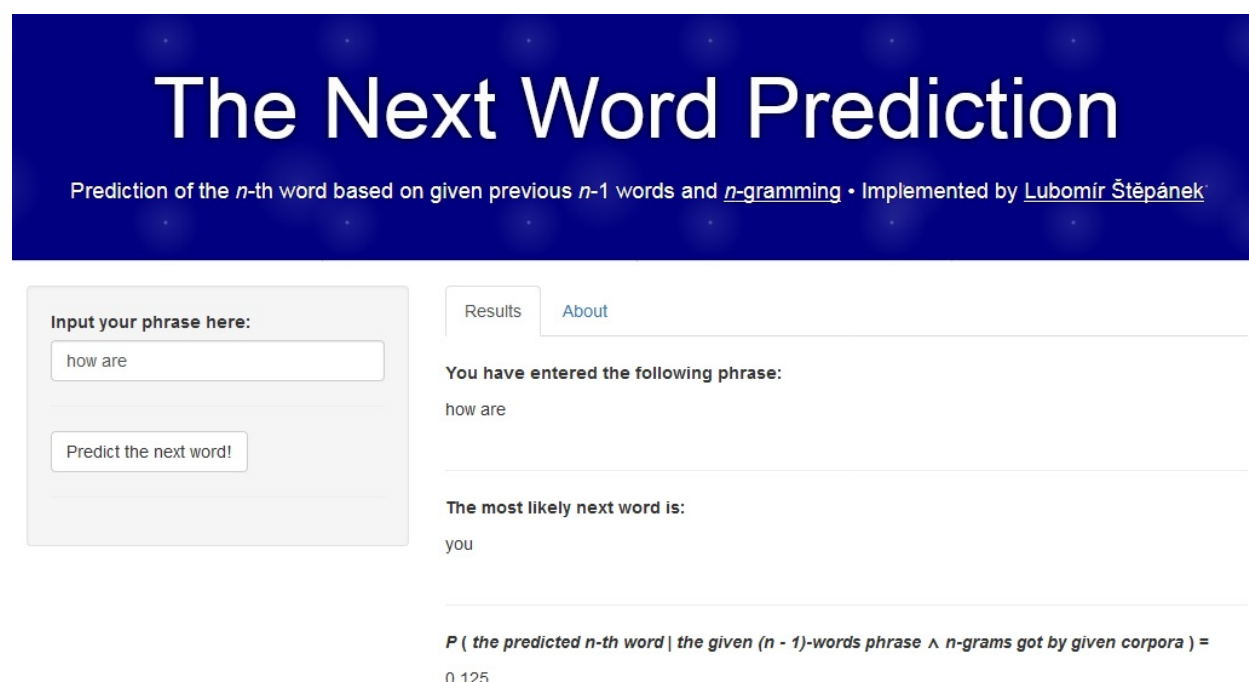 The Next Word Prediction
Prediction of the n-th word based on given previous n-1 words and n-gramming • Implemented by Lubomír Štěpánek
Input your phrase here:
how are
Predict the next word!
Results
About
You have entered the following phrase:
how are
The most likely next word is:
you
P ( the predicted n-th word | the given (n - 1)-words phrase ∧ n-grams got by given corpora ) =
0.125